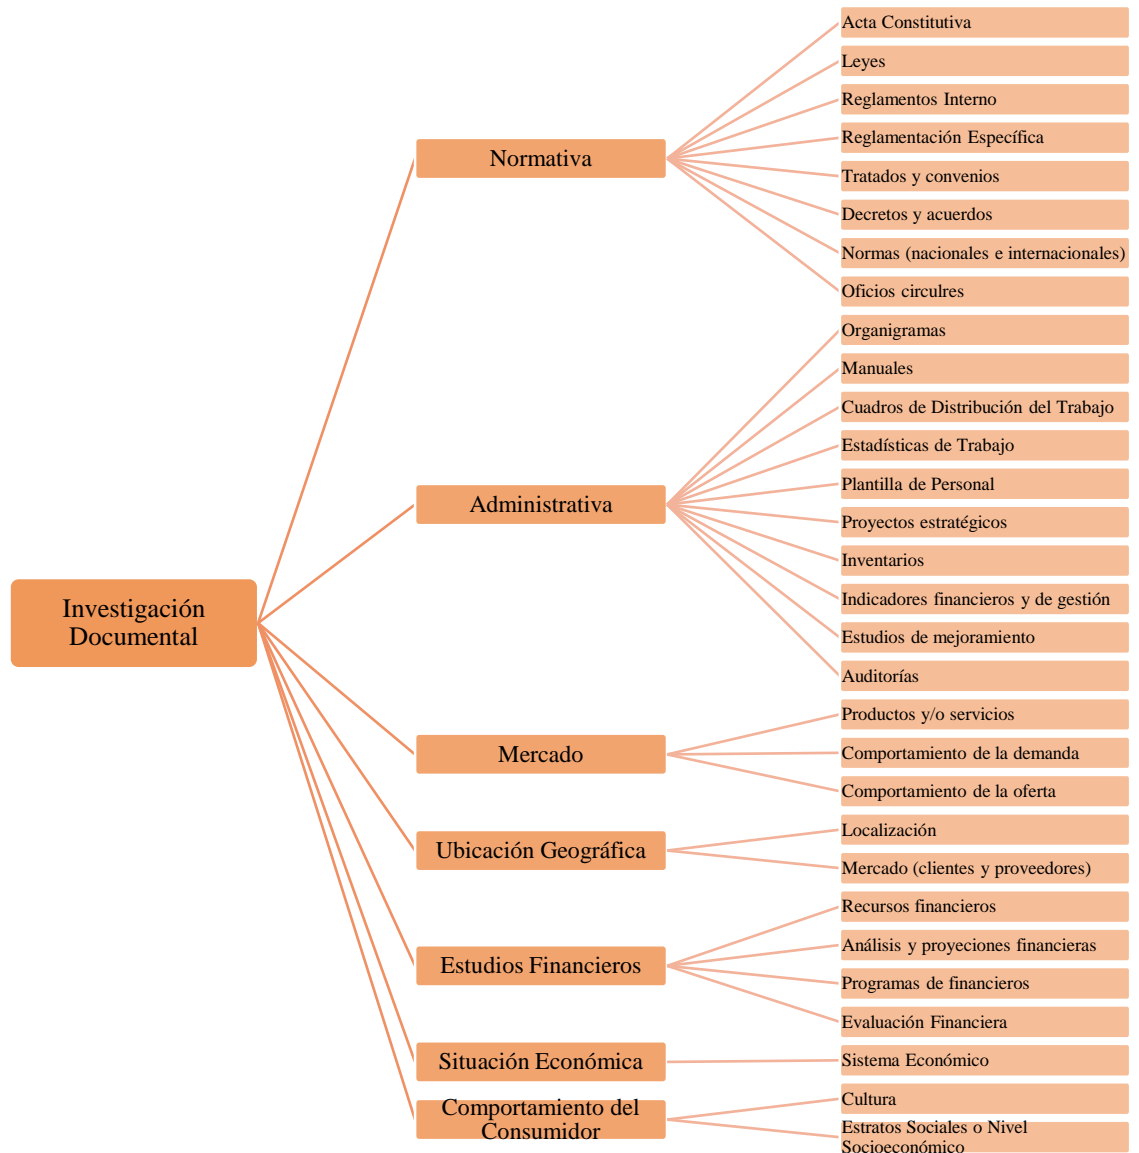 Investigación
Documental
Normativa
Acta Constitutiva
Leyes
Reglamentos Interno
Reglamentación Específica
Tratados y convenios
Decretos y acuerdos
Normas (nacionales e internacionales)
Oficios circulres
Administrativa
Organigramas
Manuales
Cuadros de Distribución del Trabajo
Estadísticas de Trabajo
Plantilla de Personal
Proyectos estratégicos
Inventarios
Indicadores financieros y de gestión
Estudios de mejoramiento
Auditorías
Mercado
Productos y/o servicios
Comportamiento de la demanda
Comportamiento de la oferta
Ubicación Geográfica
Localización
Mercado (clientes y proveedores)
Estudios Financieros
Recursos financieros
Análisis y proyeciones financieras
Programas de financieros
Evaluación Financiera
Situación Económica
Sistema Económico
Comportamiento del
Consumidor
Cultura
Estratos Sociales o Nivel
Socioeconómico